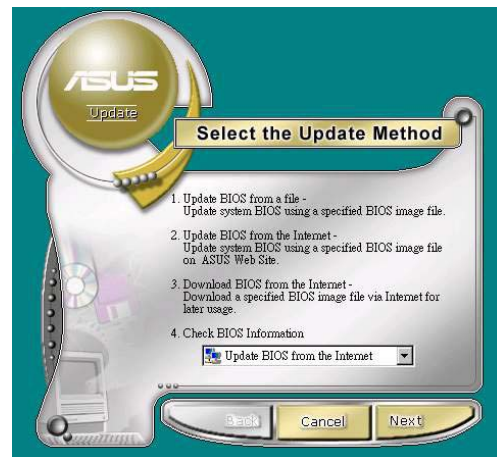 ASUS
Update
Select the Update Method
1. Update BIOS from a file -
Update system BIOS using a specified BIOS image file.
2. Update BIOS from the Internet -
Update system BIOS using a specified BIOS image file
on ASUS Web Site.
3. Download BIOS from the Internet -
Download a specified BIOS image file via Internet for
later usage.
4. Check BIOS Information
Update BIOS from the Internet
Back
Cancel
Next